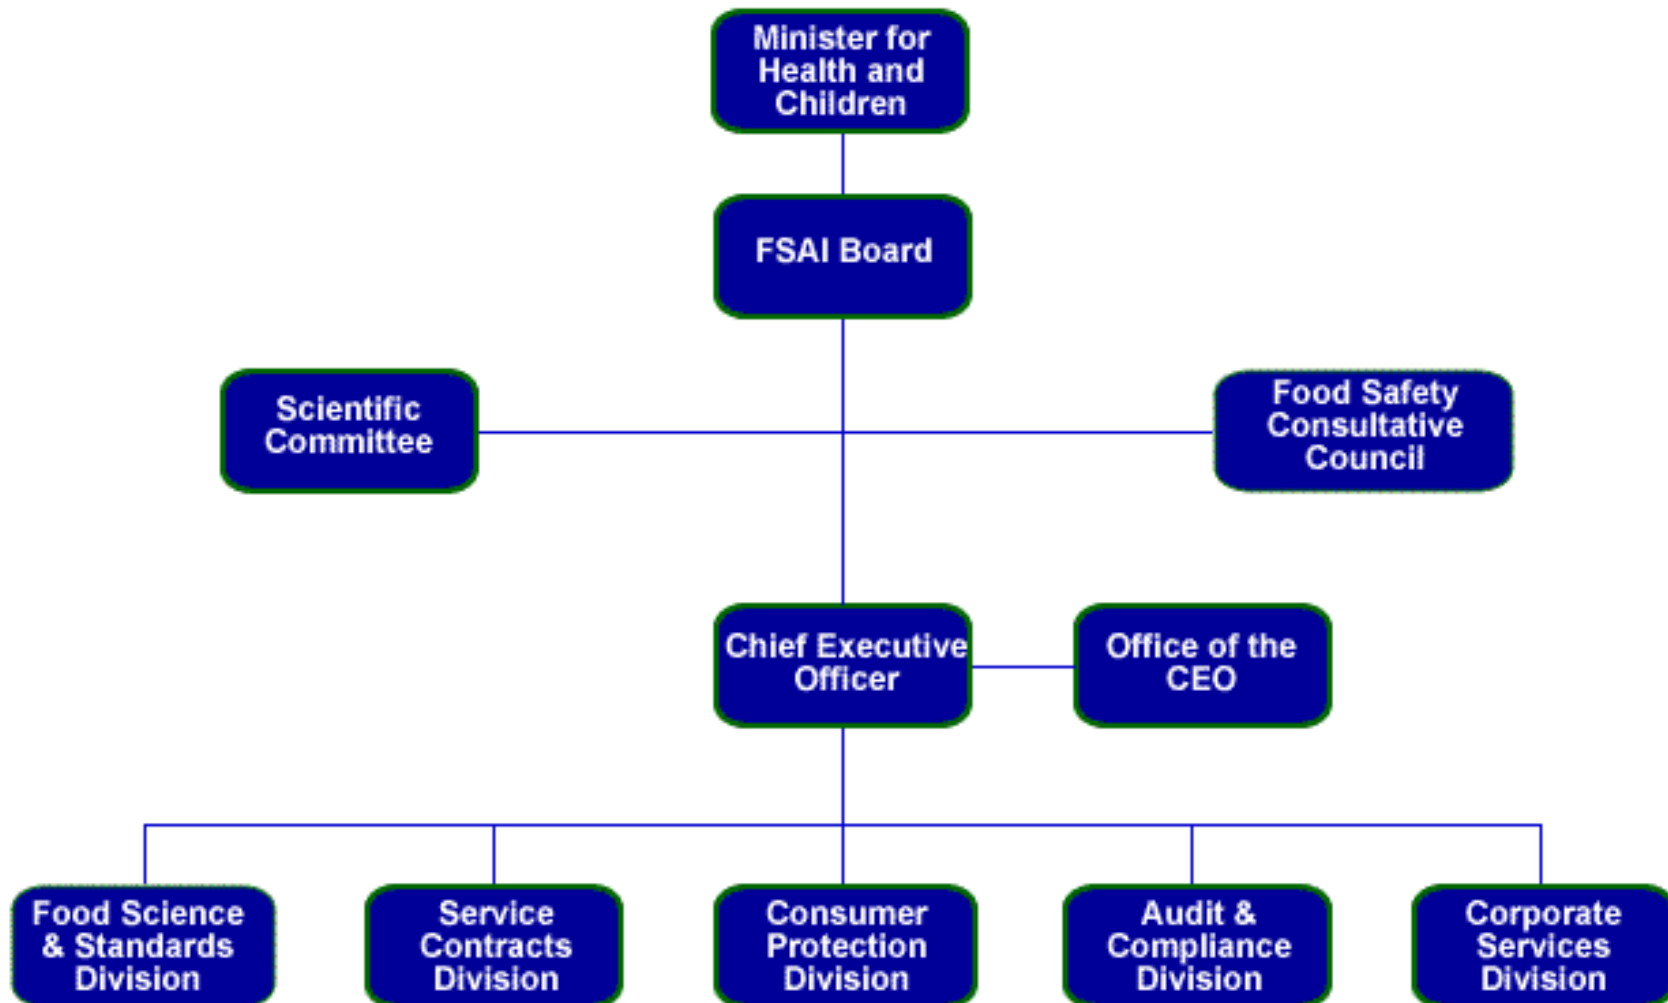 Minister for
Health and
Children
FSAI Board
Scientific
Committee
Food Safety
Consultative
Council
Chief Executive
Officer
Office of the
CEO
Food Science
& Standards
Division
Service
Contracts
Division
Consumer
Protection
Division
Audit &
Compliance
Division
Corporate
Services
Division